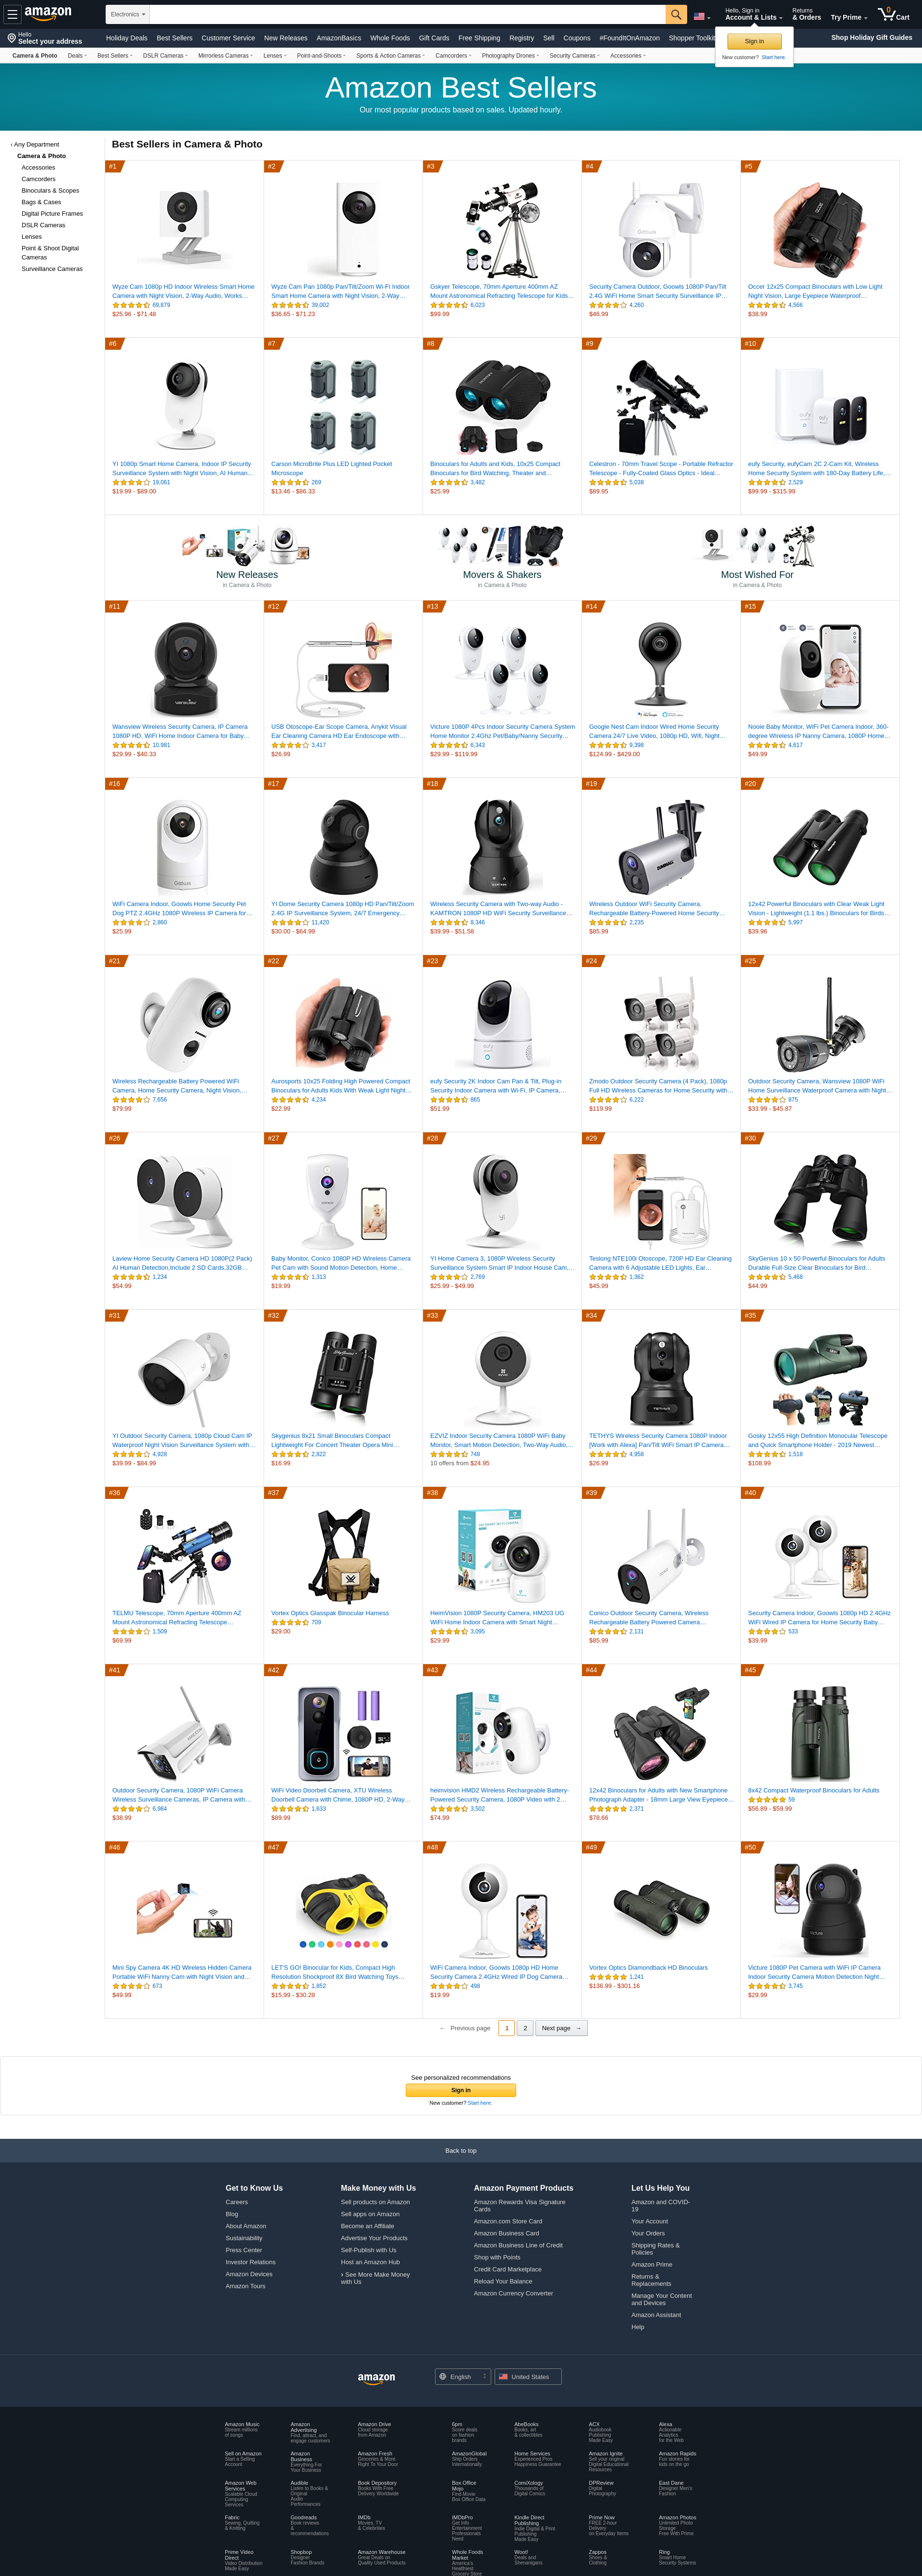 amazon
Electronics
Hello, Sign in
Account & Lists
Returns
& Orders
Try Prime
0
Cart
Hello
Select your address
Holiday Deals Best Sellers Customer Service New Releases AmazonBasics Whole Foods Gift Cards Free Shipping Registry Sell Coupons #FoundItOnAmazon Shopper Toolkit
Shop Holiday Gift Guides
Sign in
New customer? Start here.
Camera & Photo Deals Best Sellers DSLR Cameras Mirrorless Cameras Lenses Point-and-Shoots Sports & Action Cameras Camcorders Photography Drones Security Cameras Accessories
Amazon Best Sellers
Our most popular products based on sales. Updated hourly.
‹ Any Department
Camera & Photo
Accessories
Camcorders
Binoculars & Scopes
Bags & Cases
Digital Picture Frames
DSLR Cameras
Lenses
Point & Shoot Digital
Cameras
Surveillance Cameras
Best Sellers in Camera & Photo
#1
Wyze Cam 1080p HD Indoor Wireless Smart Home
Camera with Night Vision, 2-Way Audio, Works…
69,879
$25.96 - $71.48
#2
Wyze Cam Pan 1080p Pan/Tilt/Zoom Wi-Fi Indoor
Smart Home Camera with Night Vision, 2-Way…
39,002
$36.65 - $71.23
#3
Gskyer Telescope, 70mm Aperture 400mm AZ
Mount Astronomical Refracting Telescope for Kids…
6,023
$99.99
#4
Security Camera Outdoor, Goowls 1080P Pan/Tilt
2.4G WiFi Home Smart Security Surveillance IP…
4,260
$46.99
#5
Occer 12x25 Compact Binoculars with Low Light
Night Vision, Large Eyepiece Waterproof…
4,566
$38.99
#6
YI 1080p Smart Home Camera, Indoor IP Security
Surveillance System with Night Vision, AI Human…
19,061
$19.99 - $89.00
#7
Carson MicroBrite Plus LED Lighted Pocket
Microscope
269
$13.46 - $86.33
#8
Binoculars for Adults and Kids, 10x25 Compact
Binoculars for Bird Watching, Theater and…
3,482
$25.99
#9
Celestron - 70mm Travel Scope - Portable Refractor
Telescope - Fully-Coated Glass Optics - Ideal…
5,038
$89.95
#10
eufy Security, eufyCam 2C 2-Cam Kit, Wireless
Home Security System with 180-Day Battery Life,…
2,529
$99.99 - $315.99
New Releases
in Camera & Photo
Movers & Shakers
in Camera & Photo
Most Wished For
in Camera & Photo
#11
Wansview Wireless Security Camera, IP Camera
1080P HD, WiFi Home Indoor Camera for Baby…
10,981
$29.99 - $40.33
#12
USB Otoscope-Ear Scope Camera, Anykit Visual
Ear Cleaning Camera HD Ear Endoscope with…
3,417
$26.99
#13
Victure 1080P 4Pcs Indoor Security Camera System
Home Monitor 2.4Ghz Pet/Baby/Nanny Security…
6,343
$29.99 - $119.99
#14
Google Nest Cam Indoor Wired Home Security
Camera 24/7 Live Video, 1080p HD, Wifi, Night…
9,398
$124.99 - $429.00
#15
Nooie Baby Monitor, WiFi Pet Camera Indoor, 360-
degree Wireless IP Nanny Camera, 1080P Home…
4,617
$49.99
#16
WiFi Camera Indoor, Goowls Home Security Pet
Dog PTZ 2.4GHz 1080P Wireless IP Camera for…
2,860
$25.99
#17
YI Dome Security Camera 1080p HD Pan/Tilt/Zoom
2.4G IP Surveillance System, 24/7 Emergency…
11,420
$30.00 - $64.99
#18
Wireless Security Camera with Two-way Audio -
KAMTRON 1080P HD WiFi Security Surveillance…
8,346
$39.99 - $51.58
#19
Wireless Outdoor WiFi Security Camera,
Rechargeable Battery-Powered Home Security…
2,235
$85.99
#20
12x42 Powerful Binoculars with Clear Weak Light
Vision - Lightweight (1.1 lbs.) Binoculars for Birds…
5,997
$39.96
#21
Wireless Rechargeable Battery Powered WiFi
Camera, Home Security Camera, Night Vision,…
7,656
$79.99
#22
Aurosports 10x25 Folding High Powered Compact
Binoculars for Adults Kids With Weak Light Night…
4,234
$22.99
#23
eufy Security 2K Indoor Cam Pan & Tilt, Plug-in
Security Indoor Camera with Wi-Fi, IP Camera,…
865
$51.99
#24
Zmodo Outdoor Security Camera (4 Pack), 1080p
Full HD Wireless Cameras for Home Security with…
6,222
$119.99
#25
Outdoor Security Camera, Wansview 1080P WiFi
Home Surveillance Waterproof Camera with Night…
875
$33.99 - $45.87
#26
Laview Home Security Camera HD 1080P(2 Pack)
AI Human Detection,Include 2 SD Cards,32GB…
1,234
$54.99
#27
Baby Monitor, Conico 1080P HD Wireless Camera
Pet Cam with Sound Motion Detection, Home…
1,313
$19.99
#28
YI Home Camera 3, 1080P Wireless Security
Surveillance System Smart IP Indoor House Cam,…
2,769
$25.99 - $49.99
#29
Teslong NTE100i Otoscope, 720P HD Ear Cleaning
Camera with 6 Adjustable LED Lights, Ear…
1,362
$45.99
#30
SkyGenius 10 x 50 Powerful Binoculars for Adults
Durable Full-Size Clear Binoculars for Bird…
5,468
$44.99
#31
YI Outdoor Security Camera, 1080p Cloud Cam IP
Waterproof Night Vision Surveillance System with…
4,928
$39.99 - $84.99
#32
Skygenius 8x21 Small Binoculars Compact
Lightweight For Concert Theater Opera Mini…
2,822
$16.99
#33
EZVIZ Indoor Security Camera 1080P WiFi Baby
Monitor, Smart Motion Detection, Two-Way Audio,…
748
10 offers from $24.95
#34
TETHYS Wireless Security Camera 1080P Indoor
[Work with Alexa] Pan/Tilt WiFi Smart IP Camera…
4,958
$26.99
#35
Gosky 12x55 High Definition Monocular Telescope
and Quick Smartphone Holder - 2019 Newest…
1,518
$108.99
#36
TELMU Telescope, 70mm Aperture 400mm AZ
Mount Astronomical Refracting Telescope…
1,509
$69.99
#37
Vortex Optics Glasspak Binocular Harness
709
$29.00
#38
HeimVision 1080P Security Camera, HM203 UG
WiFi Home Indoor Camera with Smart Night…
3,095
$29.99
#39
Conico Outdoor Security Camera, Wireless
Rechargeable Battery Powered Camera…
2,131
$85.99
#40
Security Camera Indoor, Goowls 1080p HD 2.4GHz
WiFi Wired IP Camera for Home Security Baby…
533
$39.99
#41
Outdoor Security Camera, 1080P WiFi Camera
Wireless Surveillance Cameras, IP Camera with…
6,984
$38.99
#42
WiFi Video Doorbell Camera, XTU Wireless
Doorbell Camera with Chime, 1080P HD, 2-Way…
1,633
$89.99
#43
heimvision HMD2 Wireless Rechargeable Battery-
Powered Security Camera, 1080P Video with 2…
3,502
$74.99
#44
12x42 Binoculars for Adults with New Smartphone
Photograph Adapter - 18mm Large View Eyepiece…
2,371
$78.66
#45
8x42 Compact Waterproof Binoculars for Adults
59
$56.89 - $59.99
#46
Mini Spy Camera 4K HD Wireless Hidden Camera
Portable WiFi Nanny Cam with Night Vision and…
673
$49.99
#47
LET'S GO! Binocular for Kids, Compact High
Resolution Shockproof 8X Bird Watching Toys…
1,852
$15.99 - $30.28
#48
WiFi Camera Indoor, Goowls 1080p HD Home
Security Camera 2.4GHz Wired IP Dog Camera…
498
$19.99
#49
Vortex Optics Diamondback HD Binoculars
1,241
$136.99 - $301.16
#50
Victure 1080P Pet Camera with WiFi IP Camera
Indoor Security Camera Motion Detection Night…
3,745
$29.99
← Previous page 1 2 Next page →
See personalized recommendations
Sign in
New customer? Start here.
Back to top
Get to Know Us
Careers
Blog
About Amazon
Sustainability
Press Center
Investor Relations
Amazon Devices
Amazon Tours
Make Money with Us
Sell products on Amazon
Sell apps on Amazon
Become an Affiliate
Advertise Your Products
Self-Publish with Us
Host an Amazon Hub
› See More Make Money
with Us
Amazon Payment Products
Amazon Rewards Visa Signature
Cards
Amazon.com Store Card
Amazon Business Card
Amazon Business Line of Credit
Shop with Points
Credit Card Marketplace
Reload Your Balance
Amazon Currency Converter
Let Us Help You
Amazon and COVID-
19
Your Account
Your Orders
Shipping Rates &
Policies
Amazon Prime
Returns &
Replacements
Manage Your Content
and Devices
Amazon Assistant
Help
amazon
English
United States
Amazon Music
Stream millions
of songs
Amazon
Advertising
Find, attract, and
engage customers
Amazon Drive
Cloud storage
from Amazon
6pm
Score deals
on fashion
brands
AbeBooks
Books, art
& collectibles
ACX
Audiobook
Publishing
Made Easy
Alexa
Actionable
Analytics
for the Web
Sell on Amazon
Start a Selling
Account
Amazon
Business
Everything For
Your Business
Amazon Fresh
Groceries & More
Right To Your Door
AmazonGlobal
Ship Orders
Internationally
Home Services
Experienced Pros
Happiness Guarantee
Amazon Ignite
Sell your original
Digital Educational
Resources
Amazon Rapids
Fun stories for
kids on the go
Amazon Web
Services
Scalable Cloud
Computing
Services
Audible
Listen to Books &
Original
Audio
Performances
Book Depository
Books With Free
Delivery Worldwide
Box Office
Mojo
Find Movie
Box Office Data
ComiXology
Thousands of
Digital Comics
DPReview
Digital
Photography
East Dane
Designer Men's
Fashion
Fabric
Sewing, Quilting
& Knitting
Goodreads
Book reviews
&
recommendations
IMDb
Movies, TV
& Celebrities
IMDbPro
Get Info
Entertainment
Professionals
Need
Kindle Direct
Publishing
Indie Digital & Print
Publishing
Made Easy
Prime Now
FREE 2-hour
Delivery
on Everyday Items
Amazon Photos
Unlimited Photo
Storage
Free With Prime
Prime Video
Direct
Video Distribution
Made Easy
Shopbop
Designer
Fashion Brands
Amazon Warehouse
Great Deals on
Quality Used Products
Whole Foods
Market
America's
Healthiest
Grocery Store
Woot!
Deals and
Shenanigans
Zappos
Shoes &
Clothing
Ring
Smart Home
Security Systems